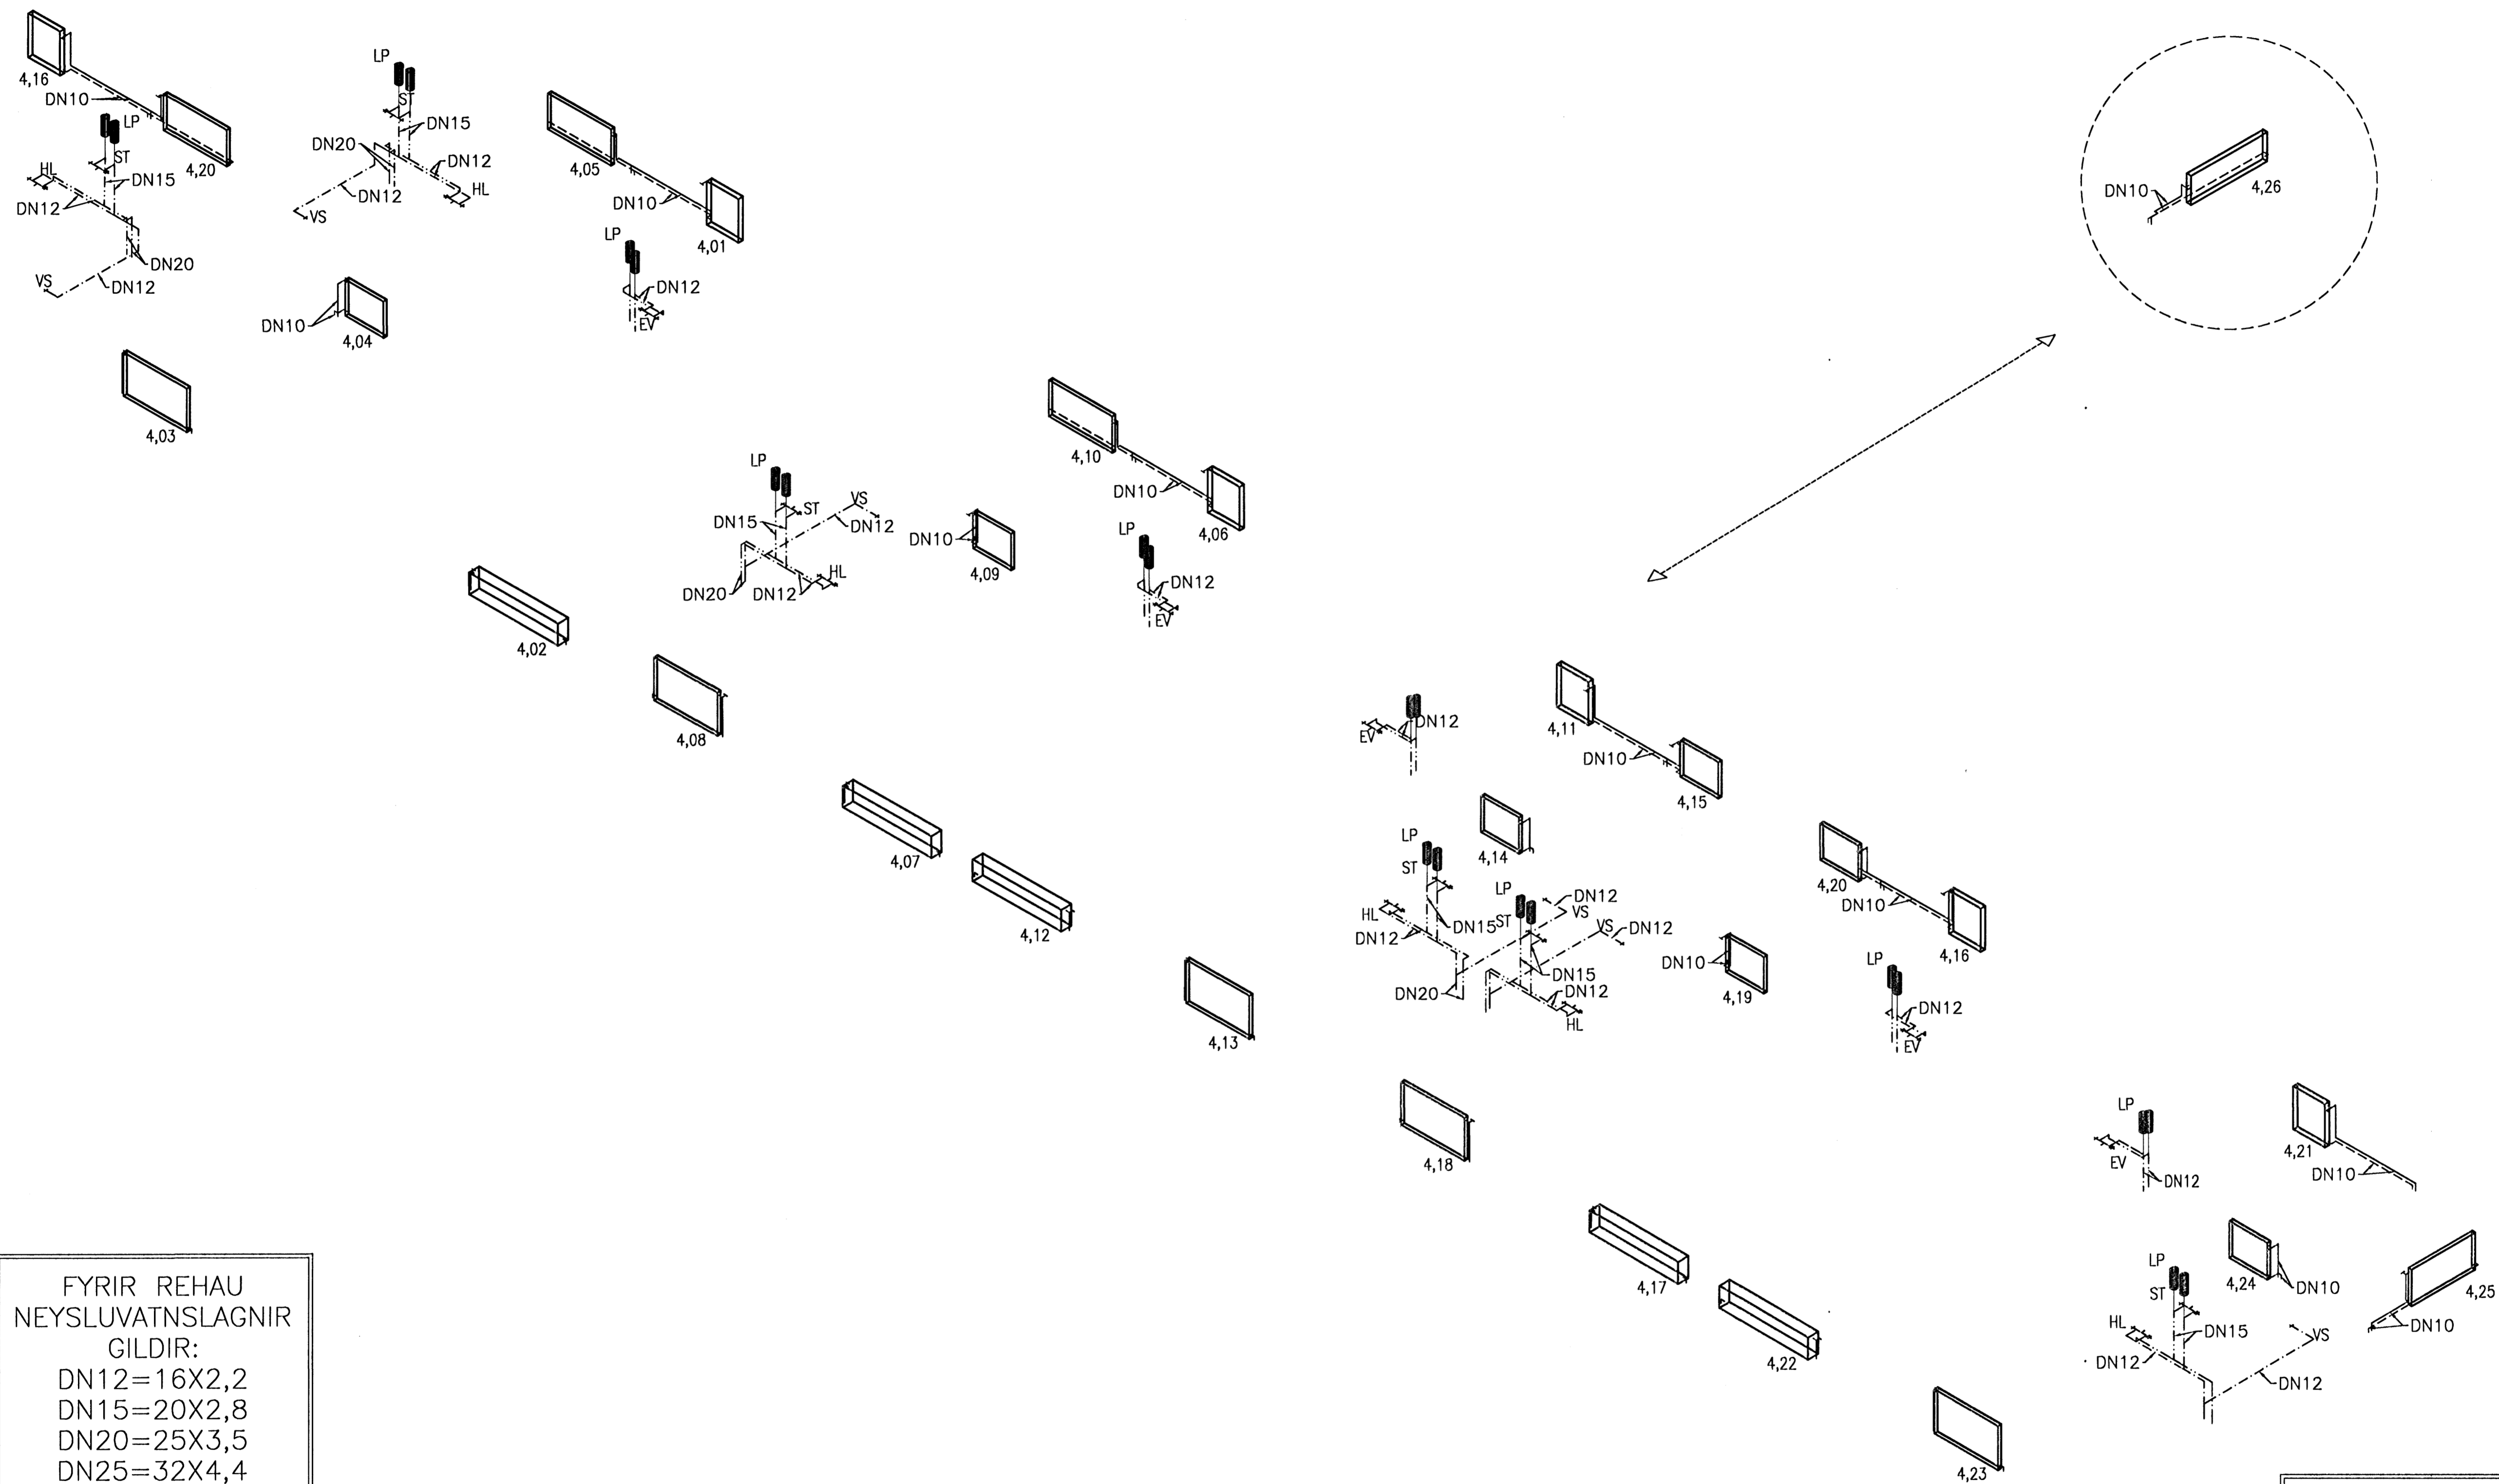 4,16
DN10
LP
ST
4,20
HL
DN15
DN12
DN20
VS
DN12
LP
ST
DN15
DN20
DN12
DN12
HL
VS
4,05
DN10
4,01
LP
DN12
EV
DN10
4,04
4,03
DN10
4,26
4,10
DN10
4,06
LP
ST
VS
DN15
DN12
HL
DN20
DN12
DN10
4,09
LP
DN12
EV
4,02
4,08
4,07
4,12
4,13
DN12
EV
4,11
DN10
4,15
4,14
LP
ST
HL
DN12
DN15
DN20
LP
ST
DN12
VS
VS
DN12
DN15
DN12
HL
4,20
DN10
4,16
DN10
4,19
LP
DN12
EV
4,18
4,17
4,22
4,23
LP
EV
DN12
4,21
DN10
4,24
DN10
4,25
DN10
LP
ST
HL
DN15
DN12
VS
DN12
FYRIR REHAU
NEYSLUVATNSLAGNIR
GILDIR:
DN12=16X2,2
DN15=20X2,8
DN20=25X3,5
DN25=32X4,4